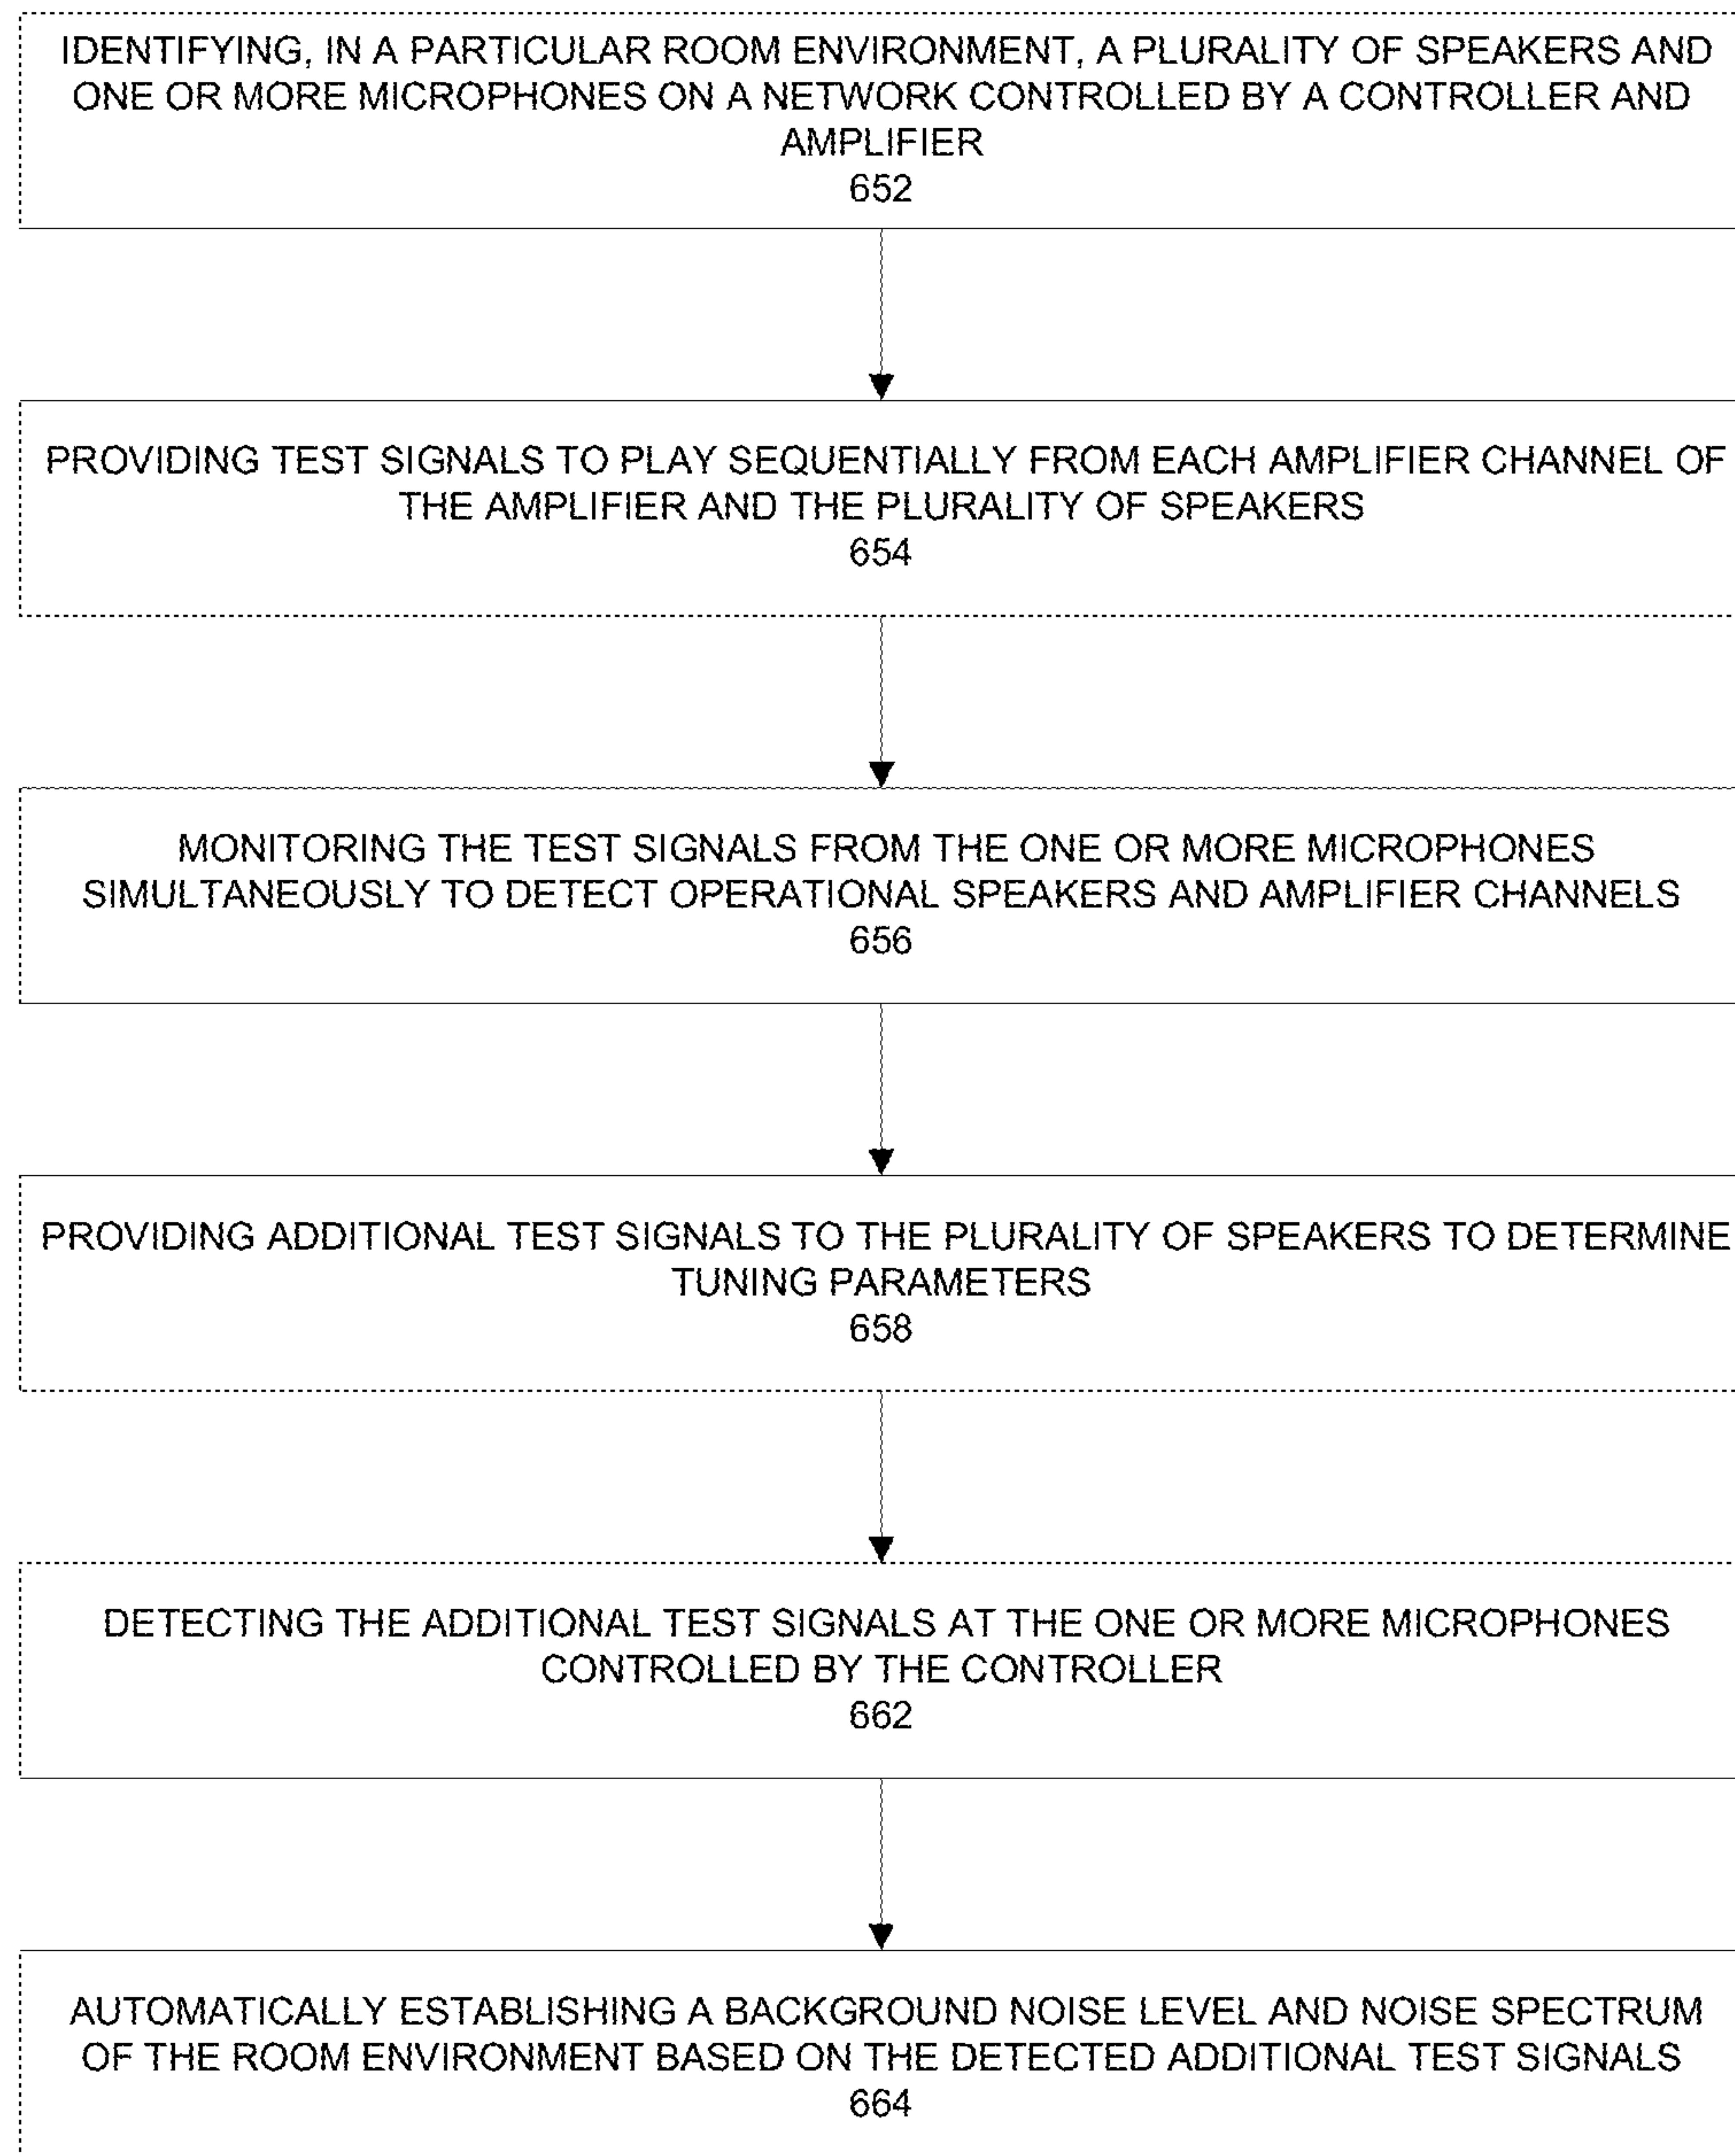 IDENTIFYING, IN A PARTICULAR ROOM ENVIRONMENT, A PLURALITY OF SPEAKERS AND
ONE OR MORE MICROPHONES ON A NETWORK CONTROLLED BY A CONTROLLER AND
AMPLIFIER
652
PROVIDING TEST SIGNALS TO PLAY SEQUENTIALLY FROM EACH AMPLIFIER CHANNEL OF
THE AMPLIFIER AND THE PLURALITY OF SPEAKERS
654
MONITORING THE TEST SIGNALS FROM THE ONE OR MORE MICROPHONES
SIMULTANEOUSLY TO DETECT OPERATIONAL SPEAKERS AND AMPLIFIER CHANNELS
656
PROVIDING ADDITIONAL TEST SIGNALS TO THE PLURALITY OF SPEAKERS TO DETERMINE
TUNING PARAMETERS
658
DETECTING THE ADDITIONAL TEST SIGNALS AT THE ONE OR MORE MICROPHONES
CONTROLLED BY THE CONTROLLER
662
AUTOMATICALLY ESTABLISHING A BACKGROUND NOISE LEVEL AND NOISE SPECTRUM
OF THE ROOM ENVIRONMENT BASED ON THE DETECTED ADDITIONAL TEST SIGNALS
664